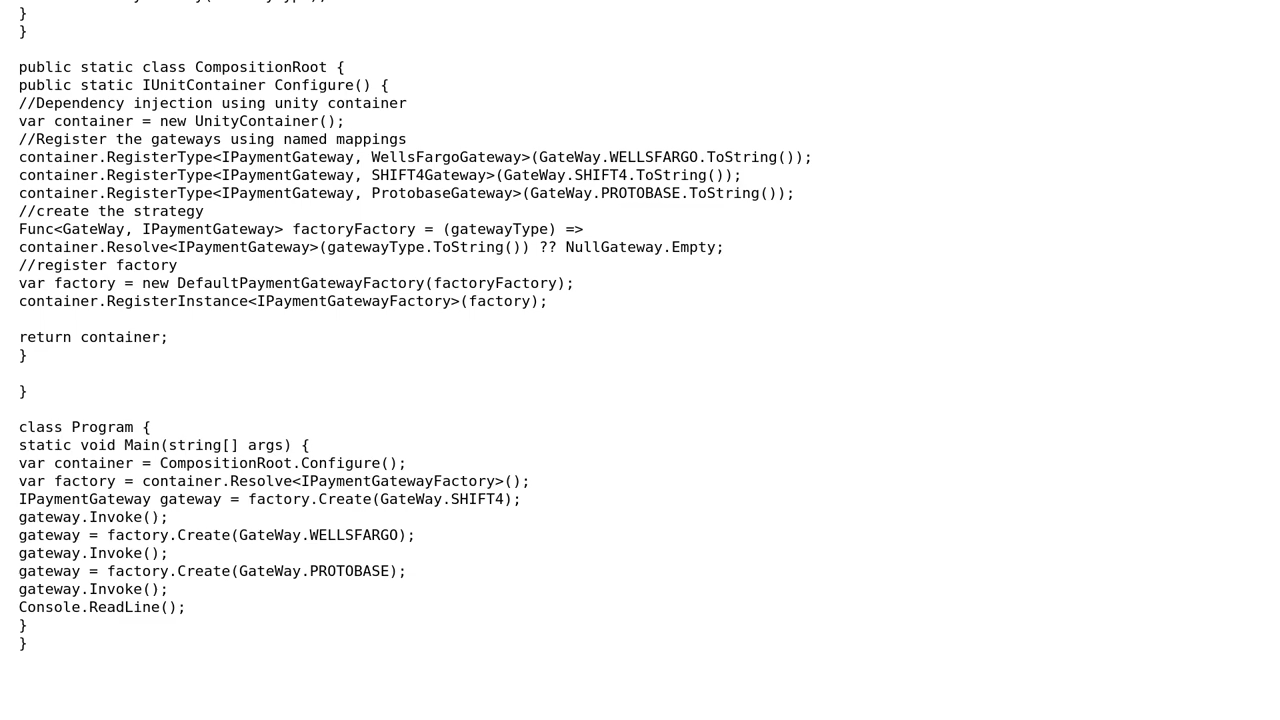 }
}
public static class CompositionRoot {
public static IUnitContainer Configure() {
//Dependency injection using unity container
var container = new UnityContainer();
//Register the gateways using named mappings
container.RegisterType<IPaymentGateway, WellsFargoGateway>(GateWay.WELLSFARGO.ToString());
container.RegisterType<IPaymentGateway, SHIFT4Gateway>(GateWay.SHIFT4.ToString());
container.RegisterType<IPaymentGateway, ProtobaseGateway>(GateWay.PROTOBASE.ToString());
//create the strategy
Func<GateWay, IPaymentGateway> factoryFactory = (gatewayType) =>
container.Resolve<IPaymentGateway>(gatewayType.ToString()) ?? NullGateway.Empty;
//register factory
var factory = new DefaultPaymentGatewayFactory(factoryFactory);
container.RegisterInstance<IPaymentGatewayFactory>(factory);
return container;
}
}
class Program {
static void Main(string[] args) {
var container = CompositionRoot.Configure();
var factory = container.Resolve<IPaymentGatewayFactory>();
IPaymentGateway gateway = factory.Create(GateWay.SHIFT4);
gateway.Invoke();
gateway = factory.Create(GateWay.WELLSFARGO);
gateway.Invoke();
gateway = factory.Create(GateWay.PROTOBASE);
gateway.Invoke();
Console.ReadLine();
}
}